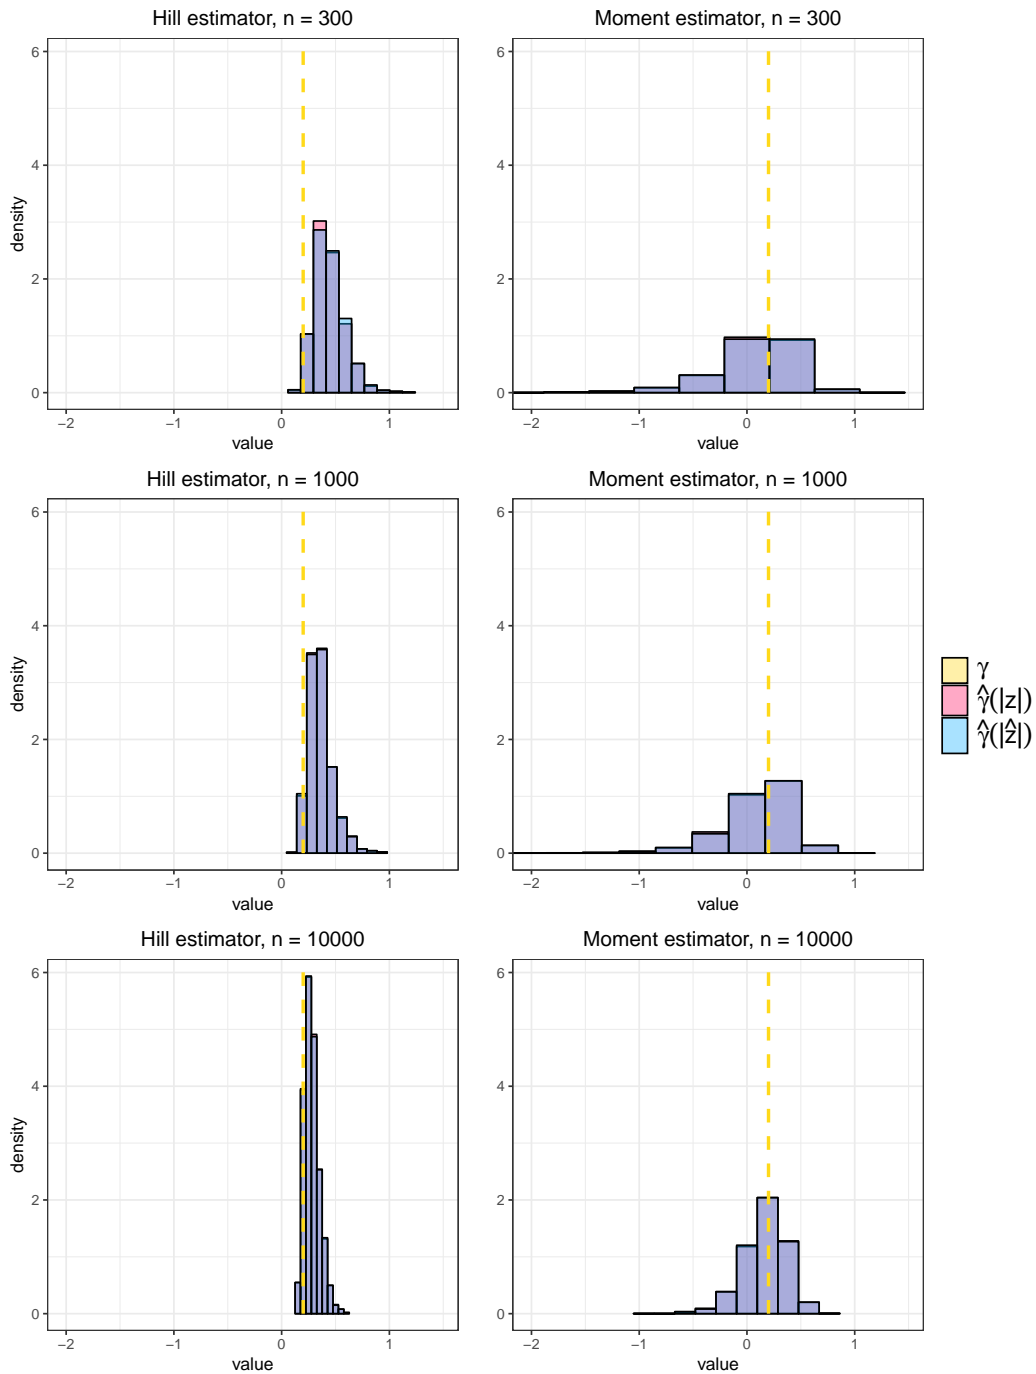 Hill estimator, n = 300
Moment estimator, n = 300
density
6
4
2
0
−2 −1 0 1
value
6
4
2
0
−2 −1 0 1
value
Hill estimator, n = 1000
Moment estimator, n = 1000
density
6
4
2
0
−2 −1 0 1
value
6
4
2
0
−2 −1 0 1
value
γ
γ̂(|z|)
γ̂(|ẑ|)
Hill estimator, n = 10000
Moment estimator, n = 10000
density
6
4
2
0
−2 −1 0 1
value
6
4
2
0
−2 −1 0 1
value